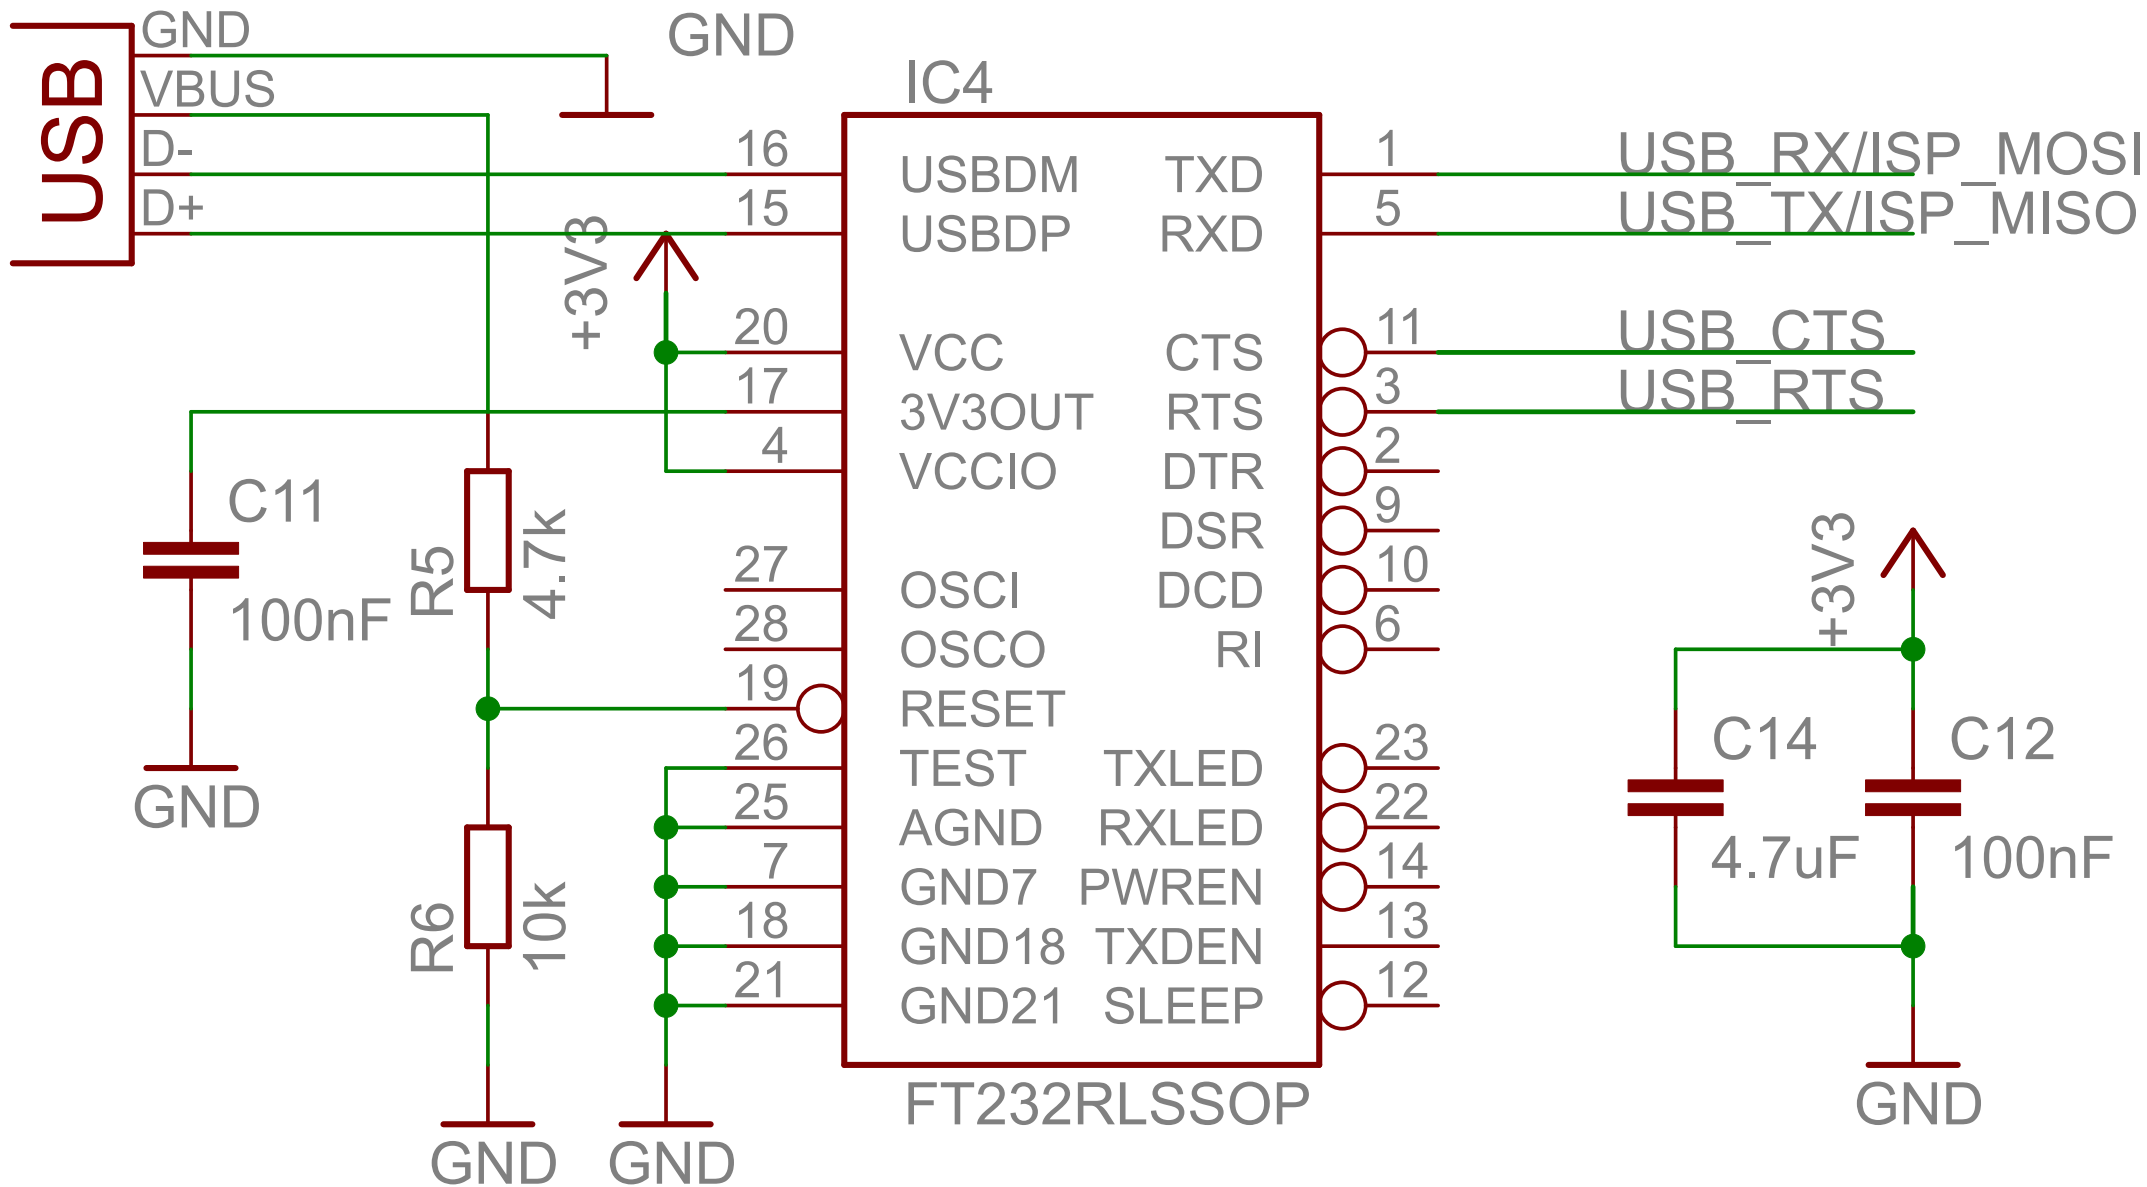 USB
GND
VBUS
D-
D+
GND
IC4
16 USBDM TXD 1 USB_RX/ISP_MOSI
15 USBDP RXD 5 USB_TX/ISP_MISO
+3V3
20 VCC CTS 11 USB_CTS
17 3V3OUT RTS 3 USB_RTS
4 VCCIO DTR 2
DSR 9
27 OSCI DCD 10
28 OSCO RI 6
19 RESET
26 TEST TXLED 23
25 AGND RXLED 22
7 GND7 PWREN 14
18 GND18 TXDEN 13
21 GND21 SLEEP 12
FT232RLSSOP
C11
100nF
GND
R5
4.7k
R6
10k
GND
GND
+3V3
C14
4.7uF
C12
100nF
GND